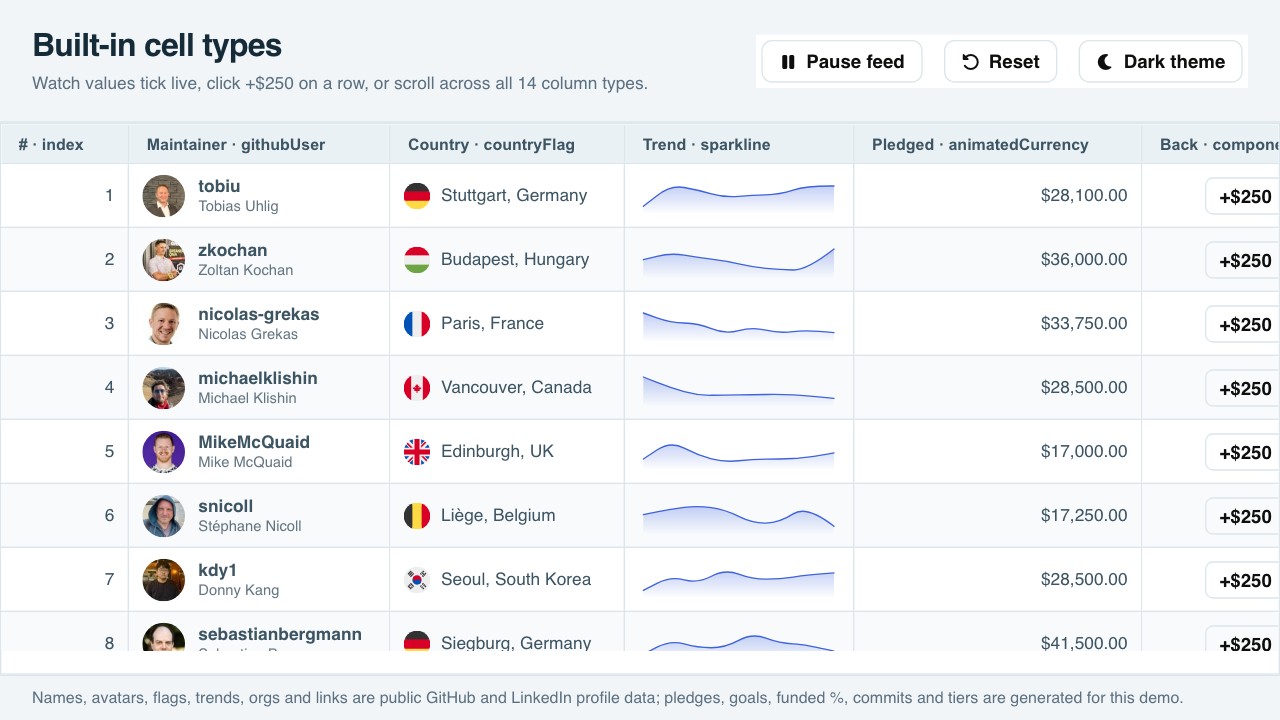 Built-in cell types
Watch values tick live, click +$250 on a row, or scroll across all 14 column types.
Pause feed
Reset
Dark theme
# · index
Maintainer · githubUser
Country · countryFlag
Trend · sparkline
Pledged · animatedCurrency
Back · compone
1
tobiu
Tobias Uhlig
Stuttgart, Germany
$28,100.00
+$250
2
zkochan
Zoltan Kochan
Budapest, Hungary
$36,000.00
+$250
3
nicolas-grekas
Nicolas Grekas
Paris, France
$33,750.00
+$250
4
michaelklishin
Michael Klishin
Vancouver, Canada
$28,500.00
+$250
5
MikeMcQuaid
Mike McQuaid
Edinburgh, UK
$17,000.00
+$250
6
snicoll
Stéphane Nicoll
Liège, Belgium
$17,250.00
+$250
7
kdy1
Donny Kang
Seoul, South Korea
$28,500.00
+$250
8
sebastianbergmann
Siegburg, Germany
$41,500.00
+$250
Names, avatars, flags, trends, orgs and links are public GitHub and LinkedIn profile data; pledges, goals, funded %, commits and tiers are generated for this demo.